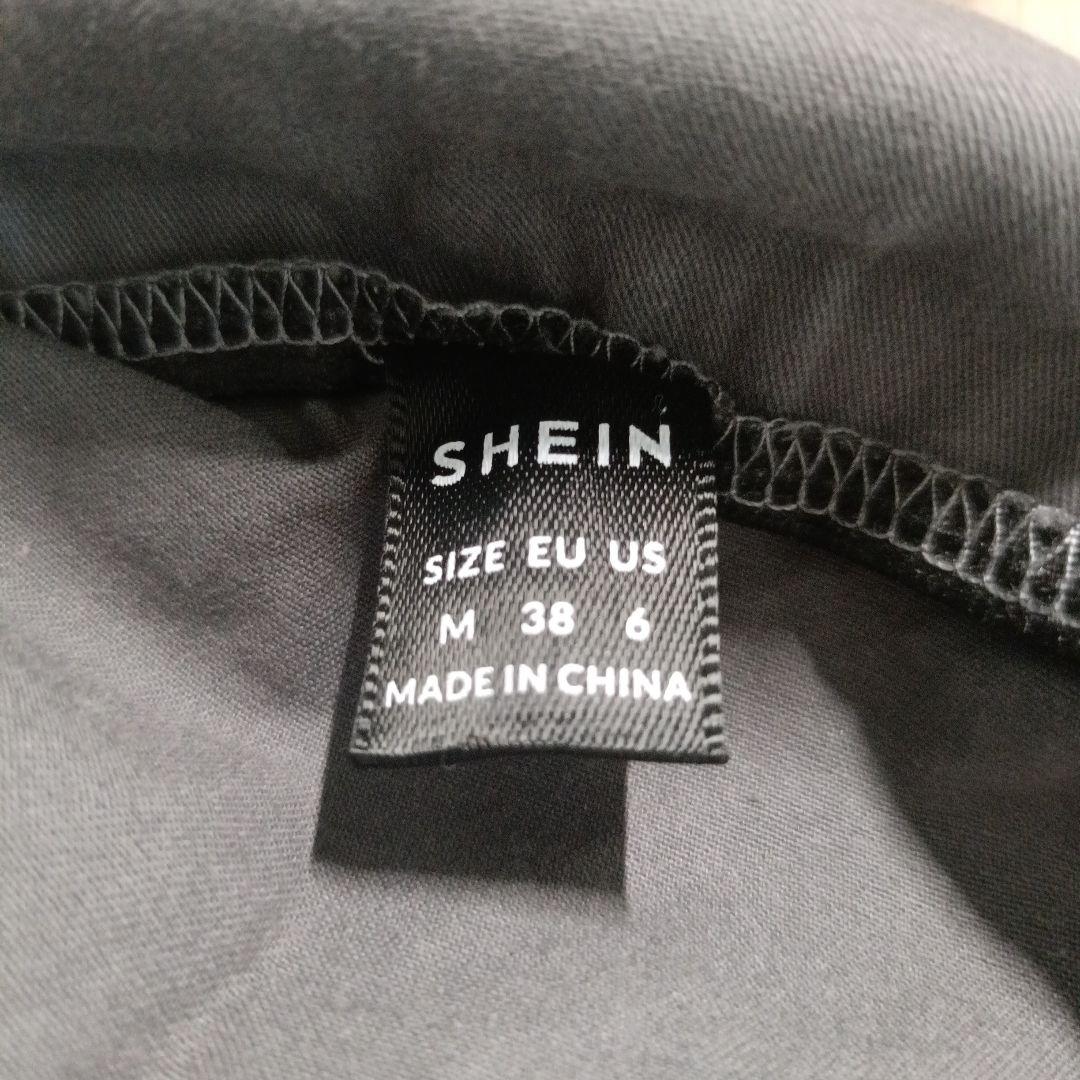 SHEIN
SIZE EU US
M 38 6
MADE IN CHINA